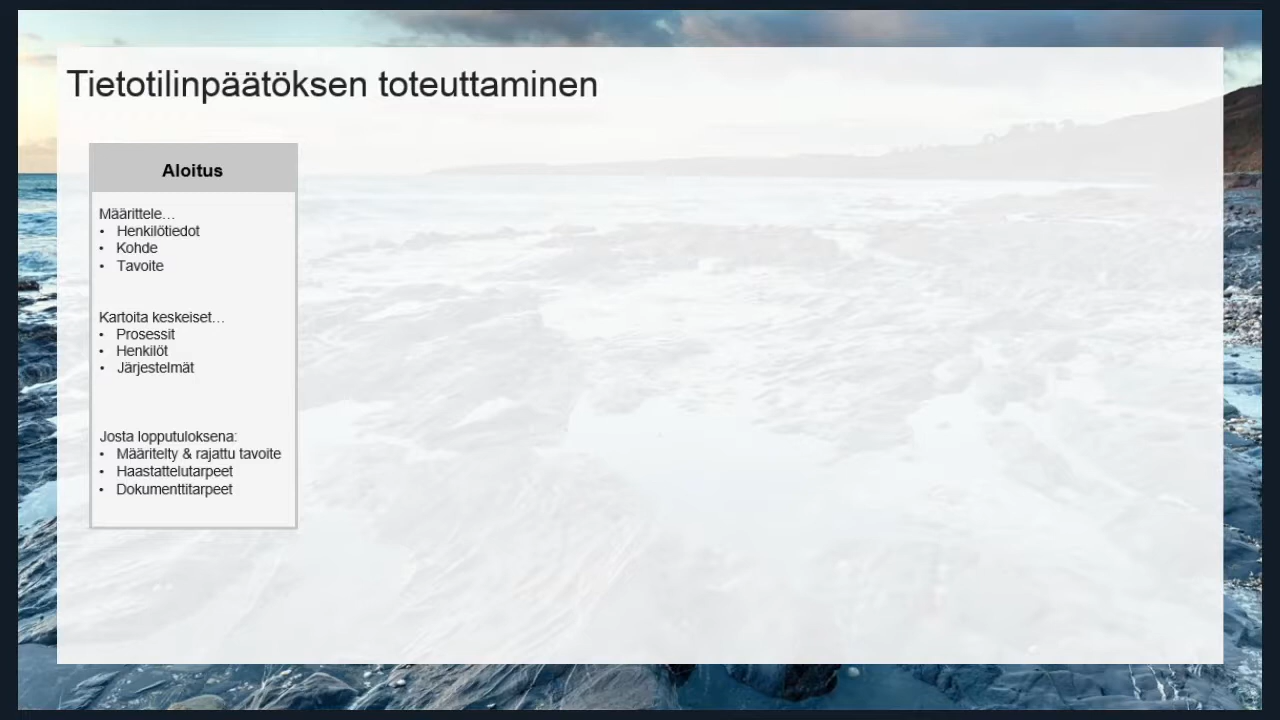 Tietotilinpäätöksen toteuttaminen
Aloitus
Määrittele…
• Henkilötiedot
• Kohde
• Tavoite
Kartoita keskeiset…
• Prosessit
• Henkilöt
• Järjestelmät
Josta lopputuloksena:
• Määritelty & rajattu tavoite
• Haastattelutarpeet
• Dokumenttitarpeet